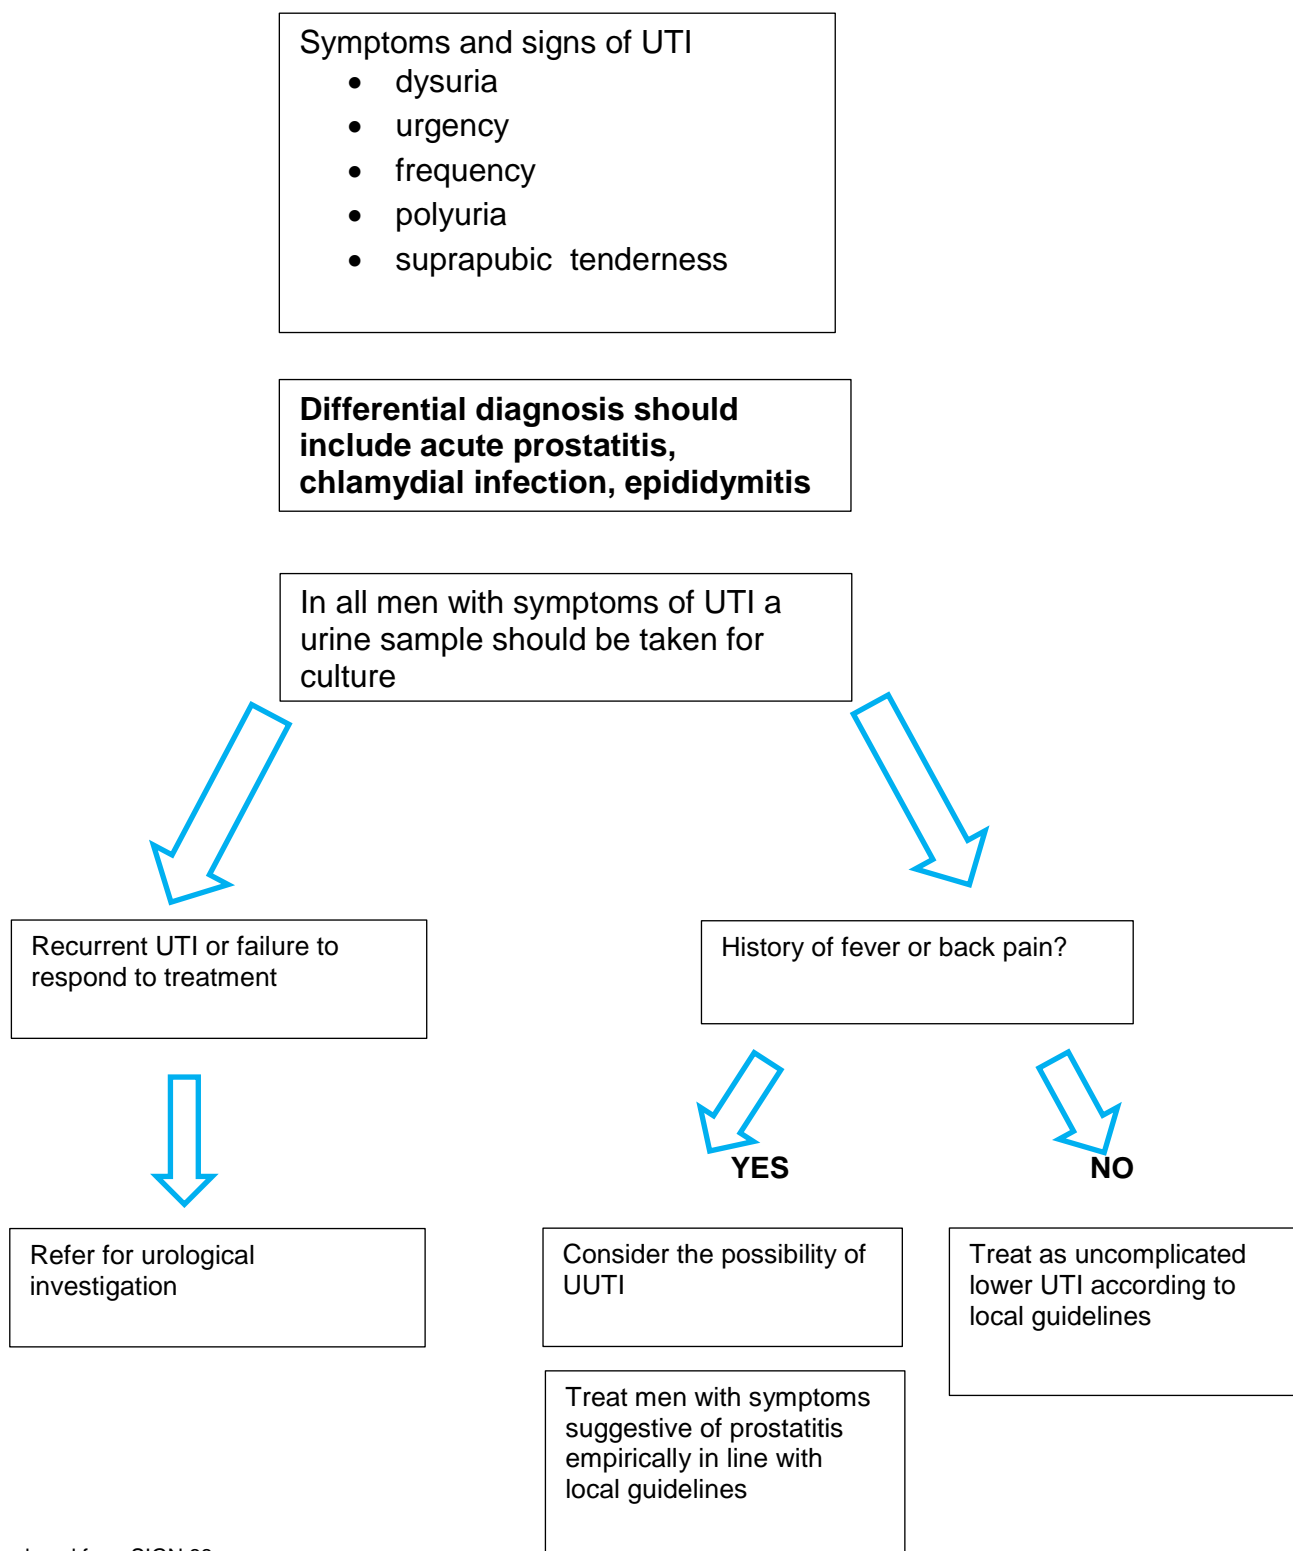 Symptoms and signs of UTI
• dysuria
• urgency
• frequency
• polyuria
• suprapubic tenderness
Differential diagnosis should
include acute prostatitis,
chlamydial infection, epididymitis
In all men with symptoms of UTI a
urine sample should be taken for
culture
Recurrent UTI or failure to
respond to treatment
History of fever or back pain?
YES
NO
Refer for urological
investigation
Consider the possibility of
UUTI
Treat as uncomplicated
lower UTI according to
local guidelines
Treat men with symptoms
suggestive of prostatitis
empirically in line with
local guidelines